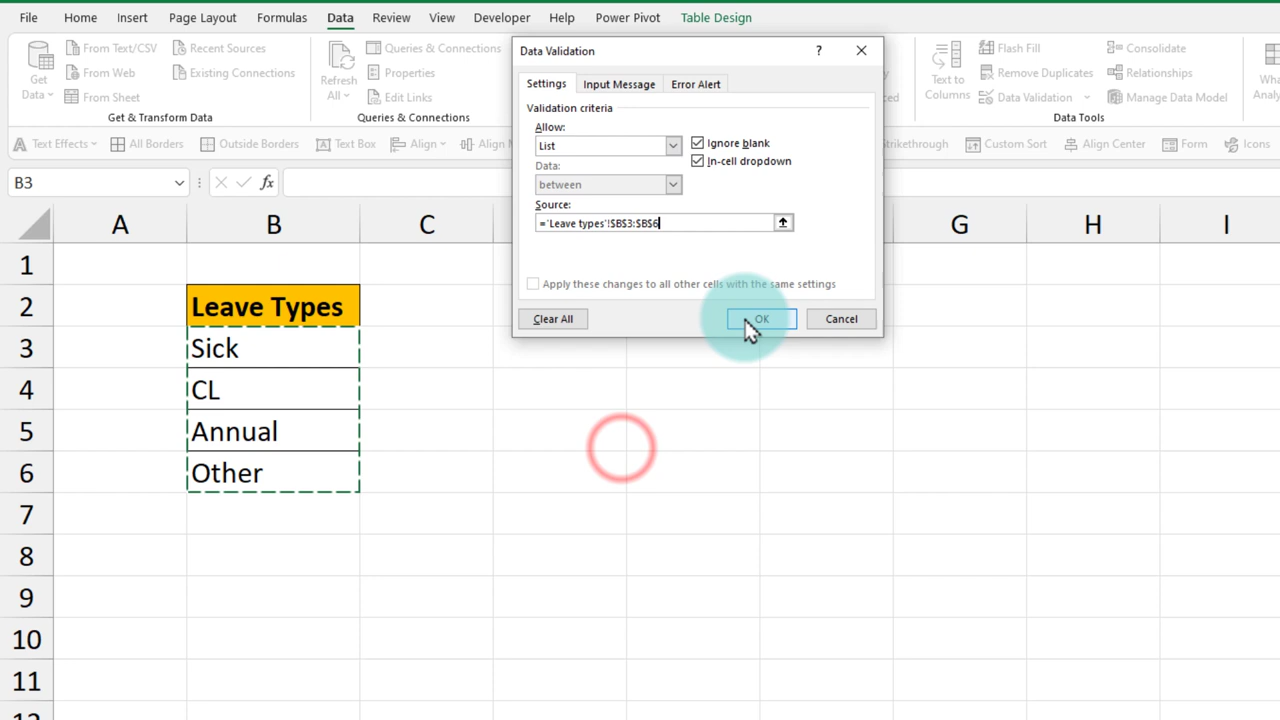 File Home Insert Page Layout Formulas Data Review View Developer Help Power Pivot Table Design
Get Data
From Text/CSV
From Web
From Sheet
Recent Sources
Existing Connections
Get & Transform Data
Refresh All
Queries & Connections
Properties
Edit Links
Queries & Connections
Text to Columns
Flash Fill
Remove Duplicates
Data Validation
Consolidate
Relationships
Manage Data Model
Data Tools
Text Effects All Borders Outside Borders Text Box Align Custom Sort Align Center Form Icons
B3 fx
Data Validation ?
Settings Input Message Error Alert
Validation criteria
Allow:
List
Ignore blank
Data:
In-cell dropdown
between
Source:
='Leave types'!$B$3:$B$6
Apply these changes to all other cells with the same settings
Clear All OK Cancel
A B C G H I
1
2 Leave Types
3 Sick
4 CL
5 Annual
6 Other
7
8
9
10
11